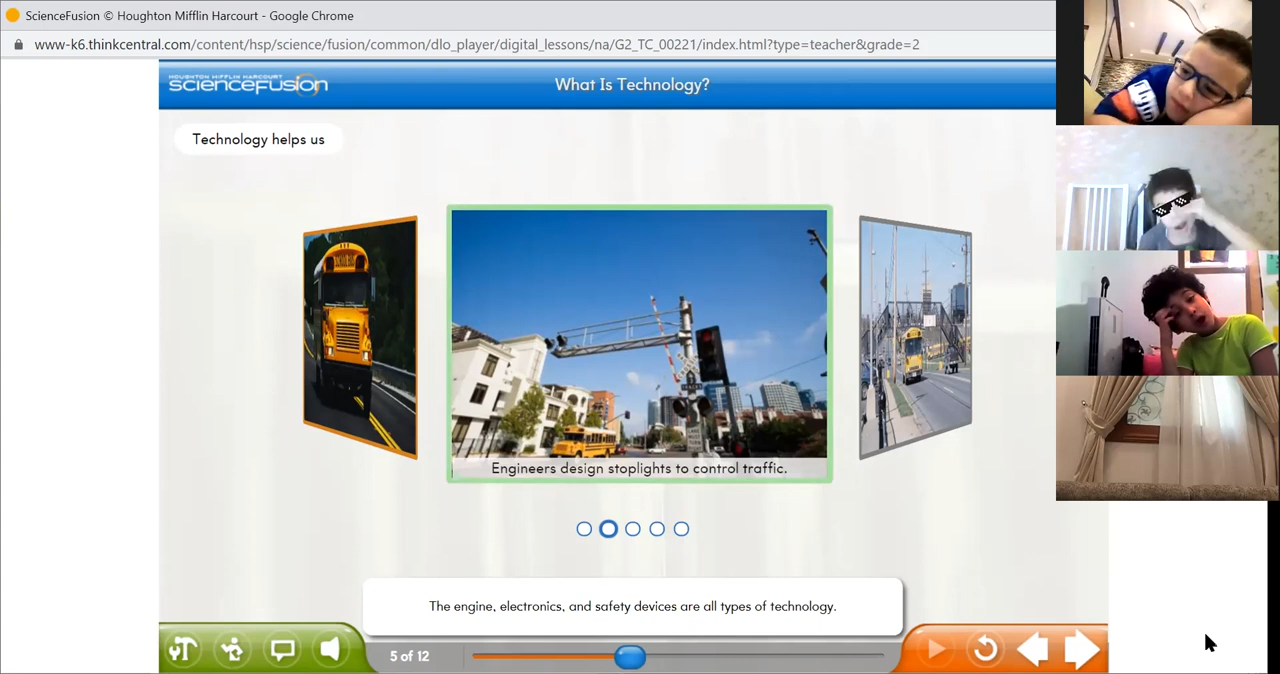 ScienceFusion © Houghton Mifflin Harcourt - Google Chrome
www-k6.thinkcentral.com/content/hsp/science/fusion/common/dlo_player/digital_lessons/na/G2_TC_00221/index.html?type=teacher&grade=2
HOUGHTON MIFFLIN HARCOURT
SCIENCEFUSION
What Is Technology?
Technology helps us
Engineers design stoplights to control traffic.
The engine, electronics, and safety devices are all types of technology.
5 of 12